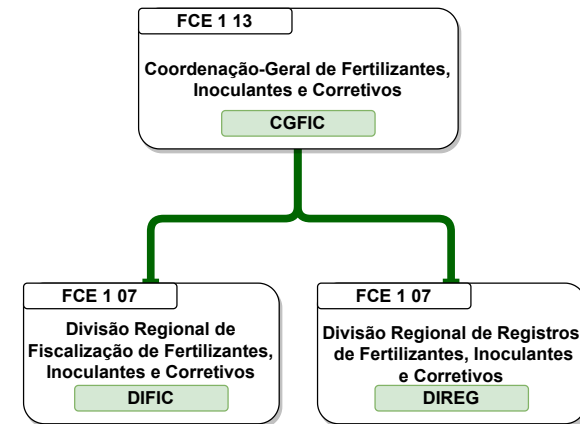 FCE 1 13
Coordenação-Geral de Fertilizantes,
Inoculantes e Corretivos
CGFIC
FCE 1 07
Divisão Regional de
Fiscalização de Fertilizantes,
Inoculantes e Corretivos
DIFIC
FCE 1 07
Divisão Regional de Registros
de Fertilizantes, Inoculantes
e Corretivos
DIREG